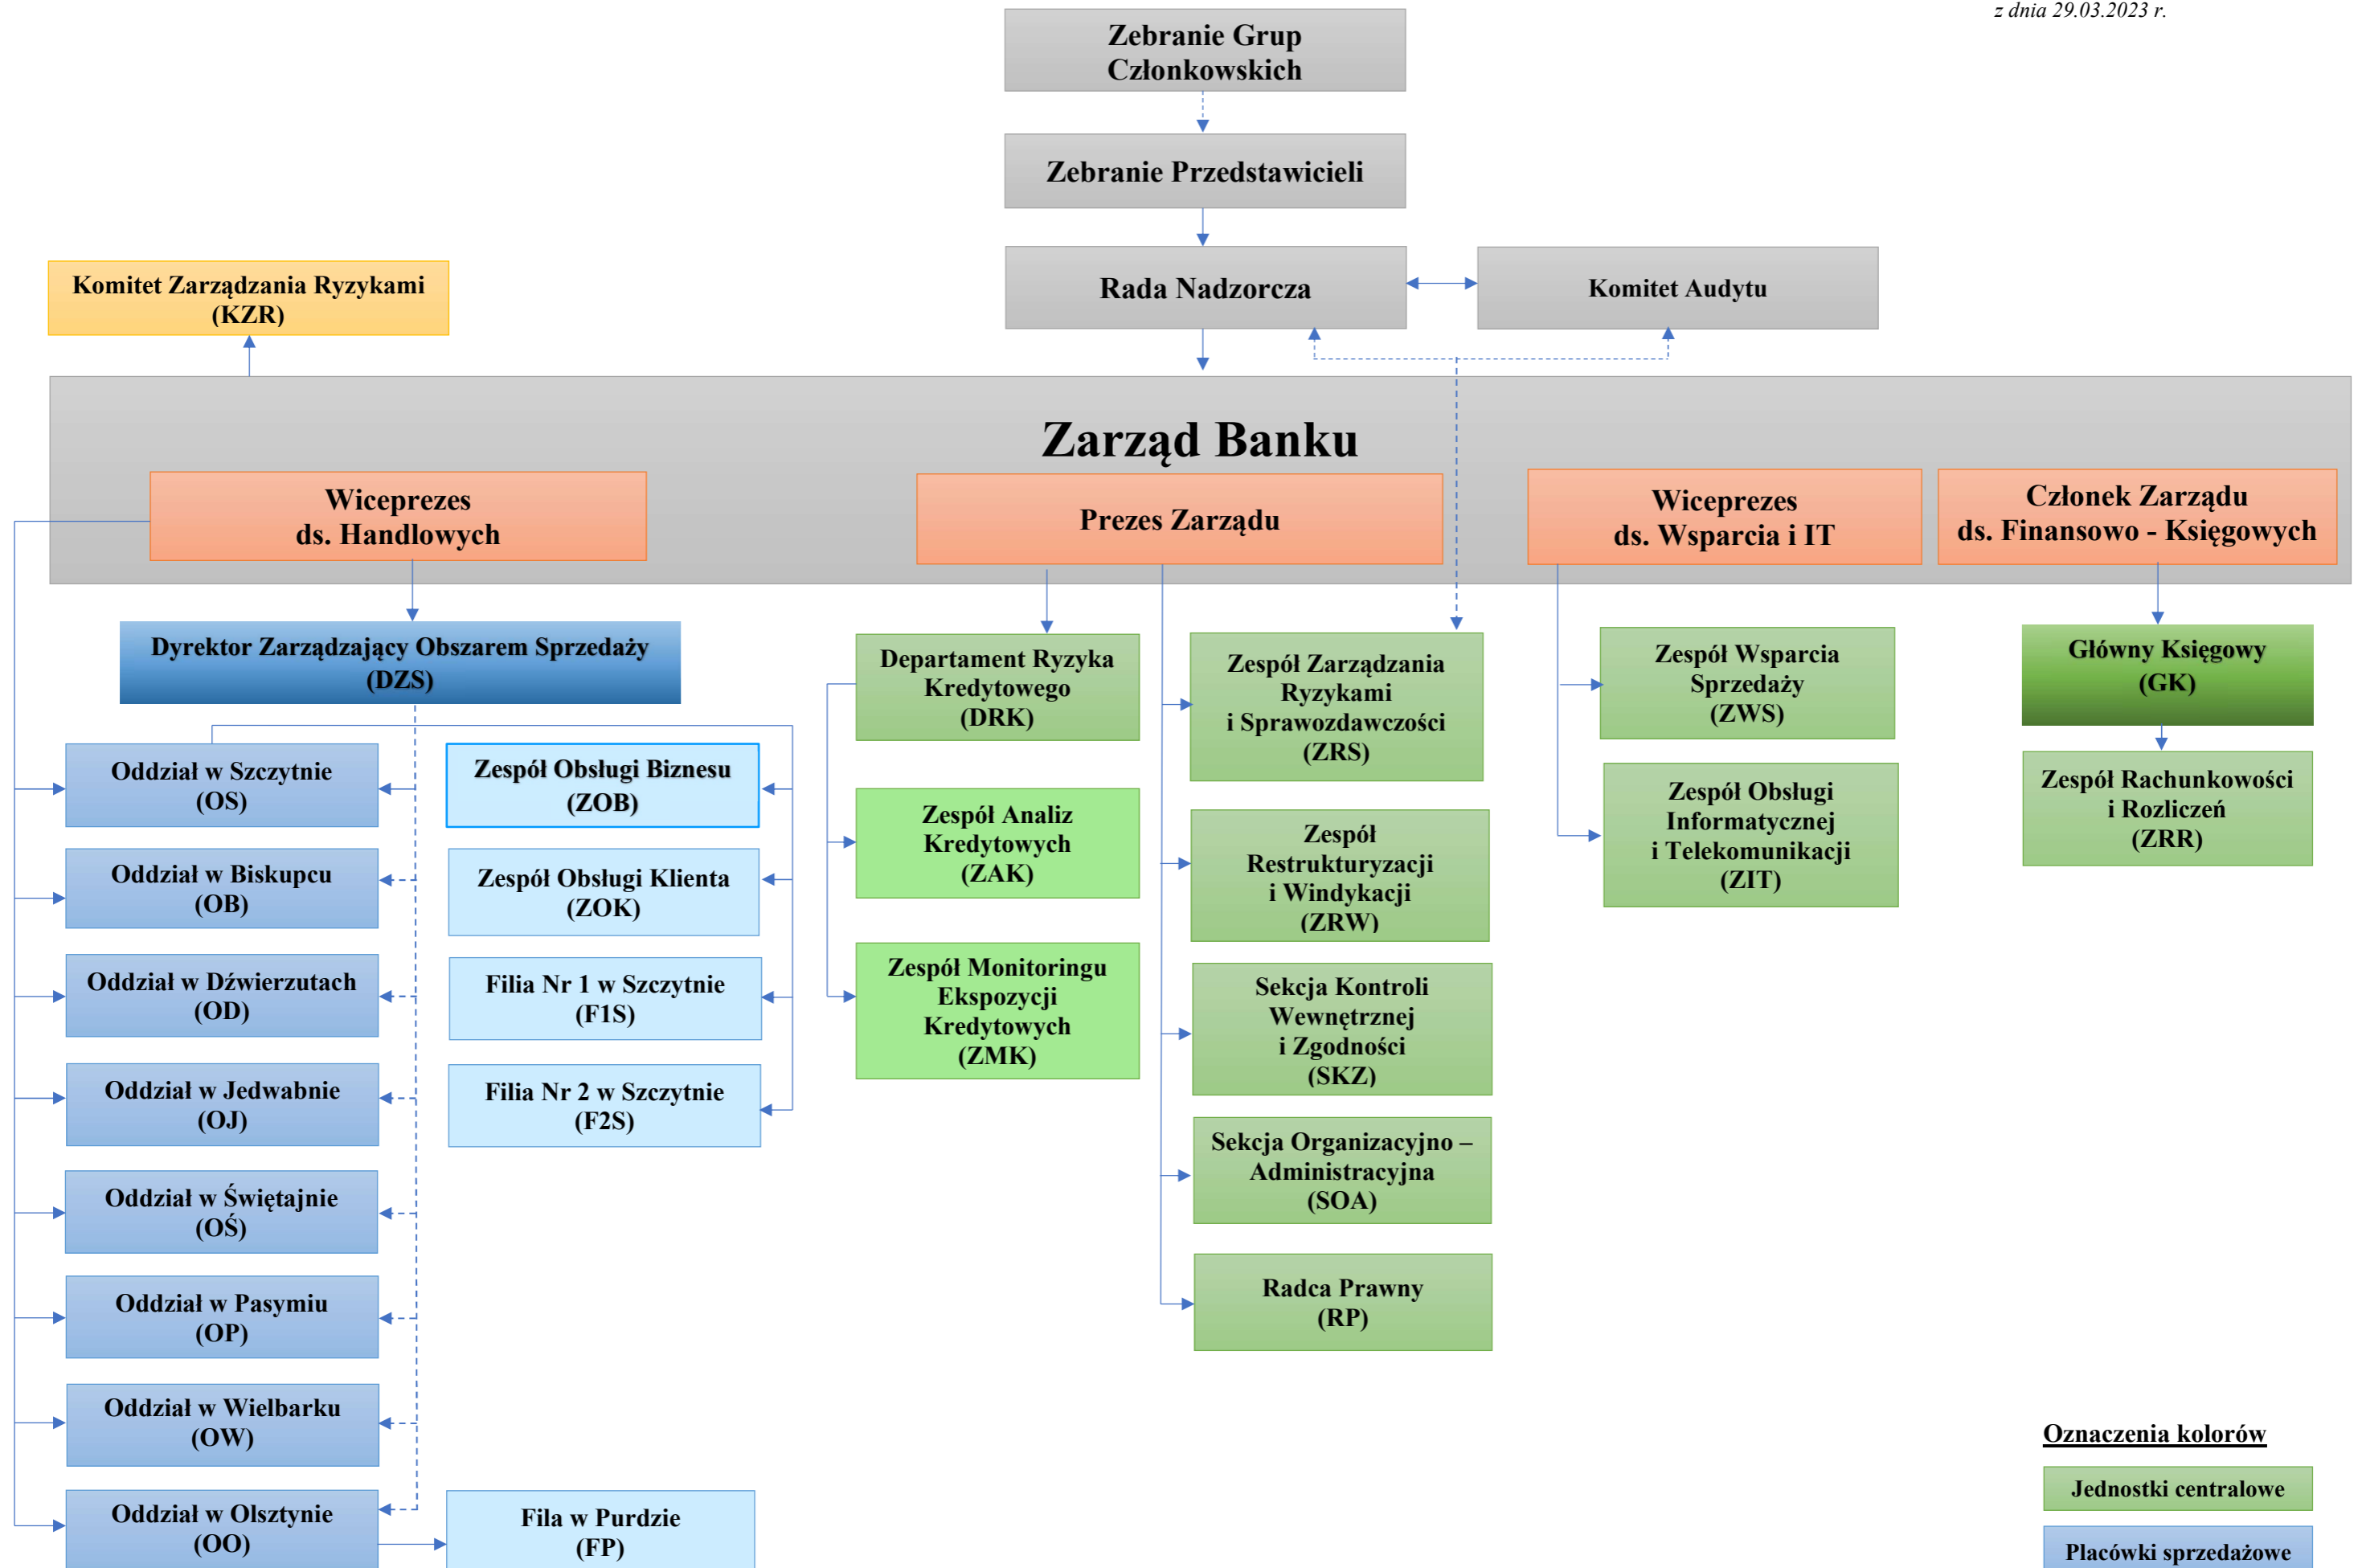 z dnia 29.03.2023 r.
Zebranie Grup
Członkowskich
Zebranie Przedstawicieli
Rada Nadzorcza
Komitet Audytu
Komitet Zarządzania Ryzykami
(KZR)
Zarząd Banku
Wiceprezes
ds. Handlowych
Prezes Zarządu
Wiceprezes
ds. Wsparcia i IT
Członek Zarządu
ds. Finansowo - Księgowych
Dyrektor Zarządzający Obszarem Sprzedaży
(DZS)
Oddział w Szczytnie
(OS)
Oddział w Biskupcu
(OB)
Oddział w Dźwierzutach
(OD)
Oddział w Jedwabnie
(OJ)
Oddział w Świętajnie
(OŚ)
Oddział w Pasymiu
(OP)
Oddział w Wielbarku
(OW)
Oddział w Olsztynie
(OO)
Zespół Obsługi Biznesu
(ZOB)
Zespół Obsługi Klienta
(ZOK)
Filia Nr 1 w Szczytnie
(F1S)
Filia Nr 2 w Szczytnie
(F2S)
Fila w Purdzie
(FP)
Departament Ryzyka
Kredytowego
(DRK)
Zespół Analiz
Kredytowych
(ZAK)
Zespół Monitoringu
Ekspozycji
Kredytowych
(ZMK)
Zespół Zarządzania
Ryzykami
i Sprawozdawczości
(ZRS)
Zespół
Restrukturyzacji
i Windykacji
(ZRW)
Sekcja Kontroli
Wewnętrznej
i Zgodności
(SKZ)
Sekcja Organizacyjno –
Administracyjna
(SOA)
Radca Prawny
(RP)
Zespół Wsparcia
Sprzedaży
(ZWS)
Zespół Obsługi
Informatycznej
i Telekomunikacji
(ZIT)
Główny Księgowy
(GK)
Zespół Rachunkowości
i Rozliczeń
(ZRR)
Oznaczenia kolorów
Jednostki centralowe
Placówki sprzedażowe